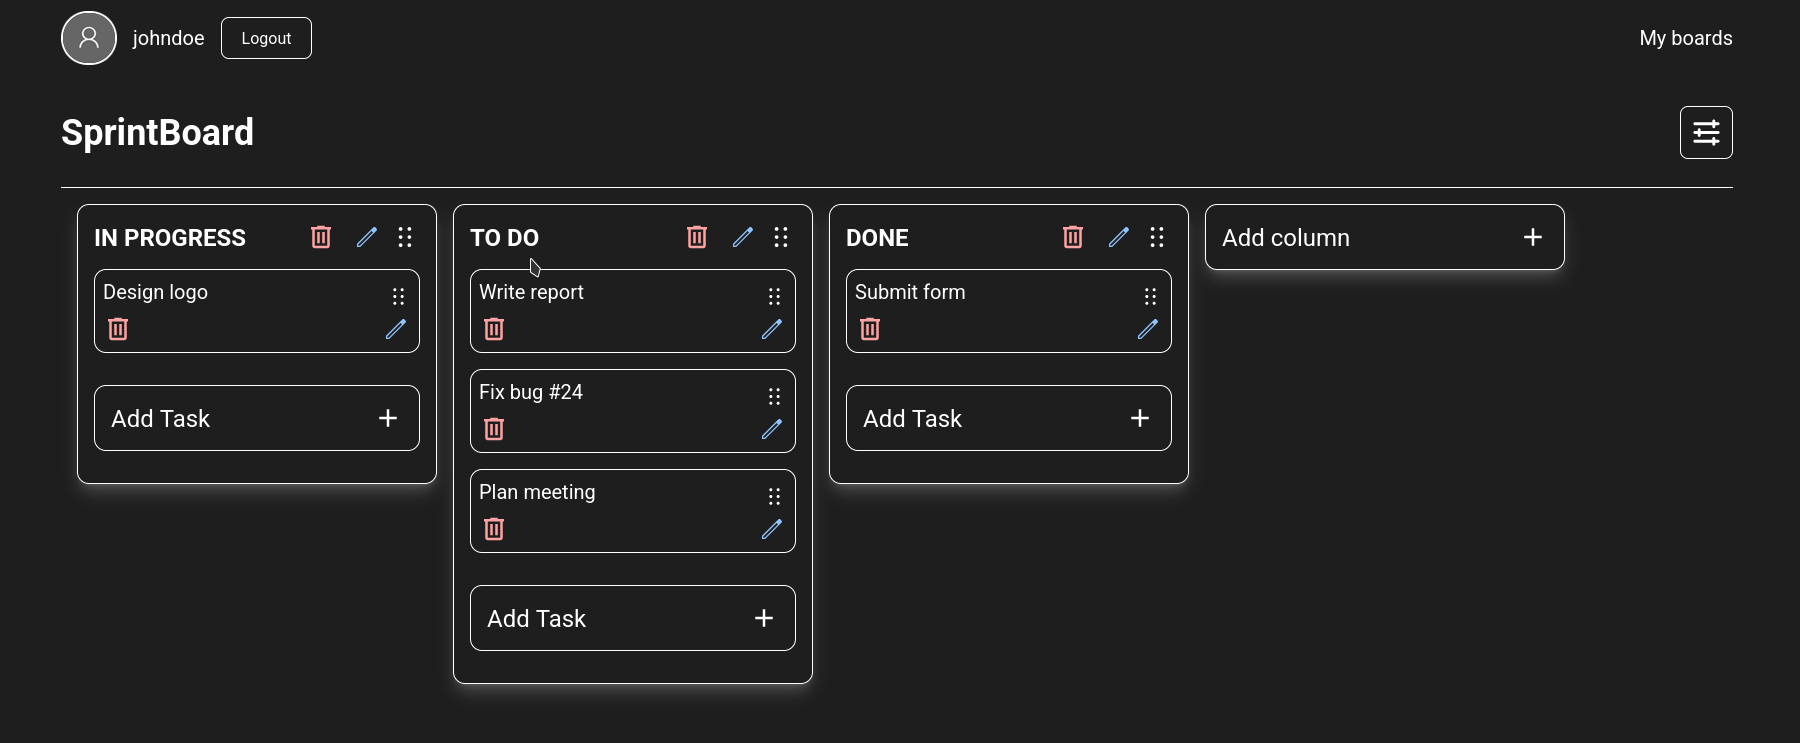 johndoe
Logout
My boards
SprintBoard
IN PROGRESS
Design logo
Add Task
TO DO
Write report
Fix bug #24
Plan meeting
Add Task
DONE
Submit form
Add Task
Add column